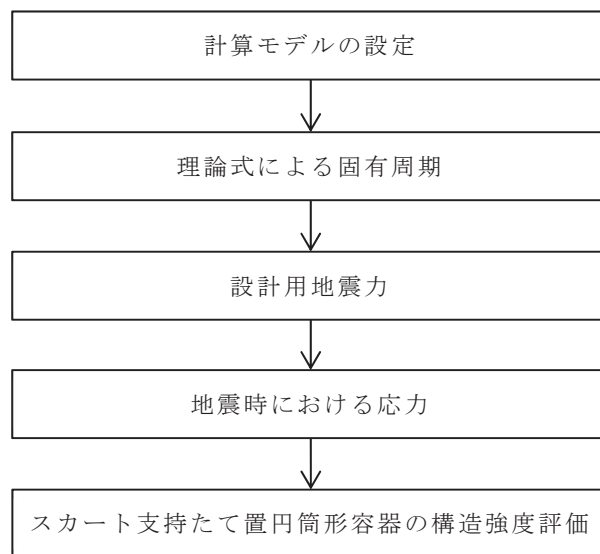 計算モデルの設定
理論式による固有周期
設計用地震力
地震時における応力
スカート支持たて置円筒形容器の構造強度評価